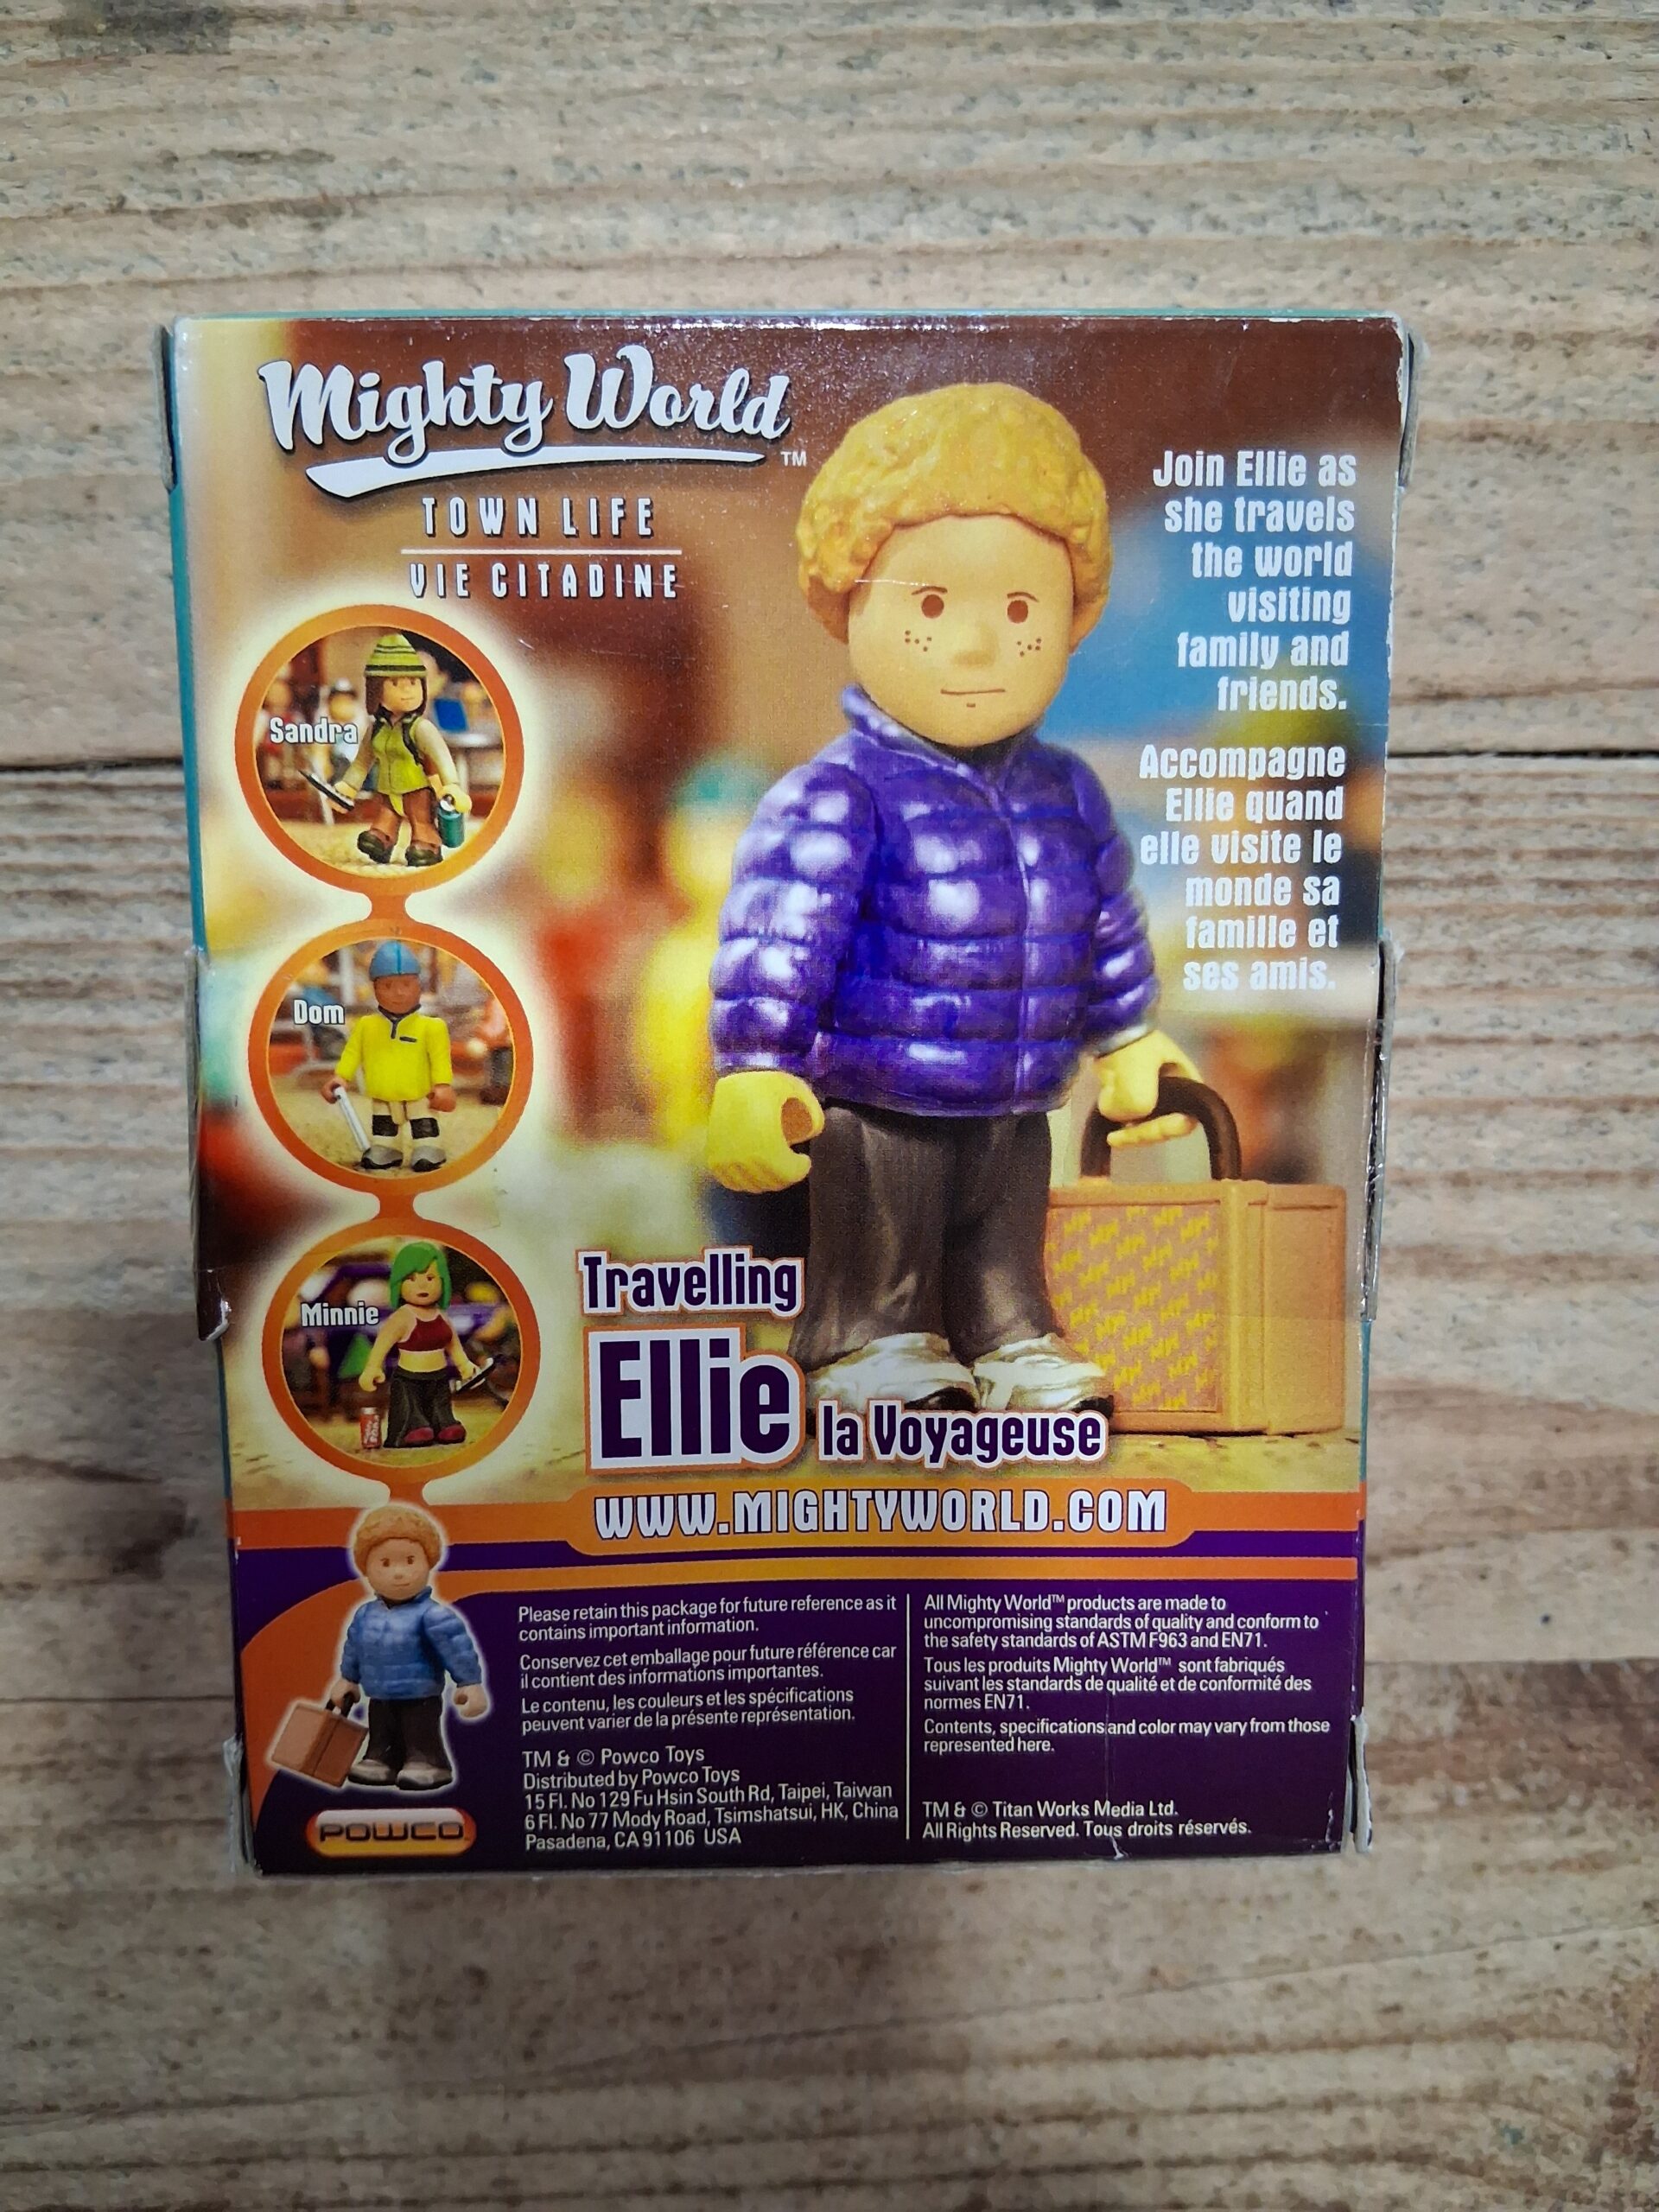 Mighty World
TM
TOWN LIFE
VIE CITADINE
Join Ellie as
she travels
the world
visiting
family and
friends.
Accompagne
Ellie quand
elle visite le
monde sa
famille et
ses amis.
Sandra
Dom
Minnie
Travelling
Ellie
la Voyageuse
WWW.MIGHTYWORLD.COM
Please retain this package for future reference as it
contains important information.
Conservez cet emballage pour future référence car
il contient des informations importantes.
Le contenu, les couleurs et les spécifications
peuvent varier de la présente représentation.
TM & © Powco Toys
Distributed by Powco Toys
15 Fl. No 129 Fu Hsin South Rd, Taipei, Taiwan
6 Fl. No 77 Mody Road, Tsimshatsui, HK, China
Pasadena, CA 91106 USA
All Mighty World™ products are made to
uncompromising standards of quality and conform to
the safety standards of ASTM F963 and EN71.
Tous les produits Mighty World™ sont fabriqués
suivant les standards de qualité et de conformité des
normes EN71.
Contents, specifications and color may vary from those
represented here.
TM & © Titan Works Media Ltd.
All Rights Reserved. Tous droits réservés.
POWCO